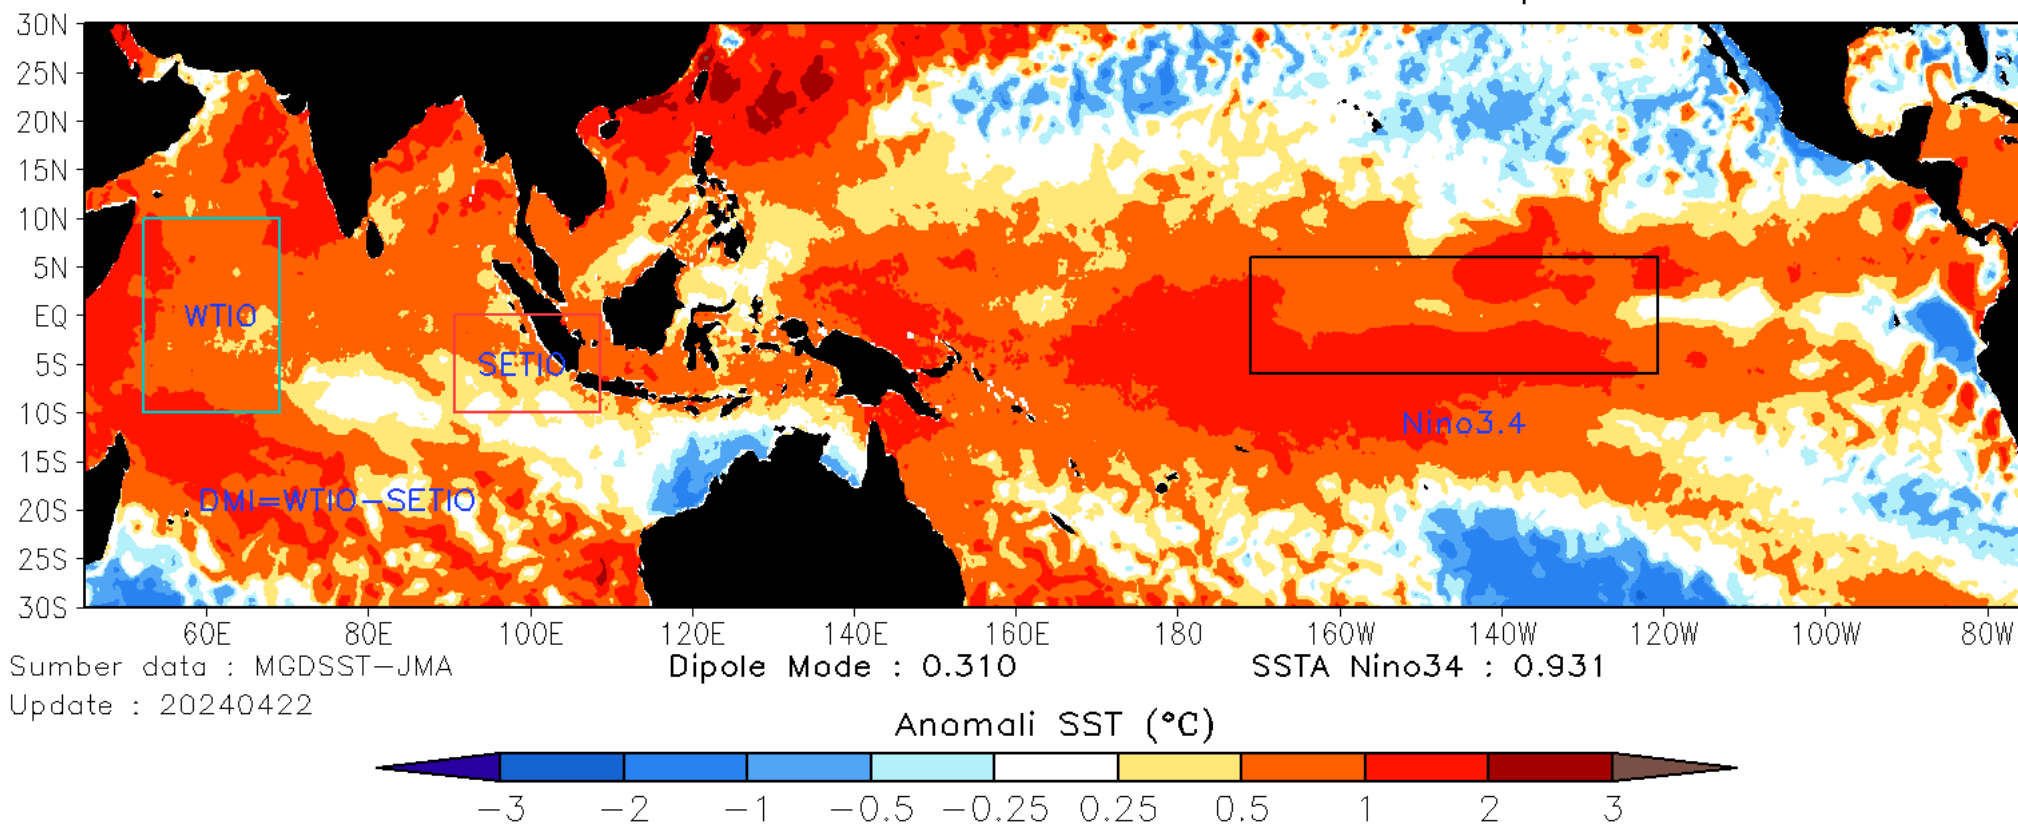 30N
25N
20N
15N
10N
5N
EQ
5S
10S
15S
20S
25S
30S
WTIO
SETIO
Nino3.4
DMI=WTIO-SETIO
60E 80E 100E 120E 140E 160E 180 160W 140W 120W 100W 80W
Sumber data : MGDSST-JMA Dipole Mode : 0.310 SSTA Nino34 : 0.931
Update : 20240422
Anomali SST (°C)
-3 -2 -1 -0.5 -0.25 0.25 0.5 1 2 3